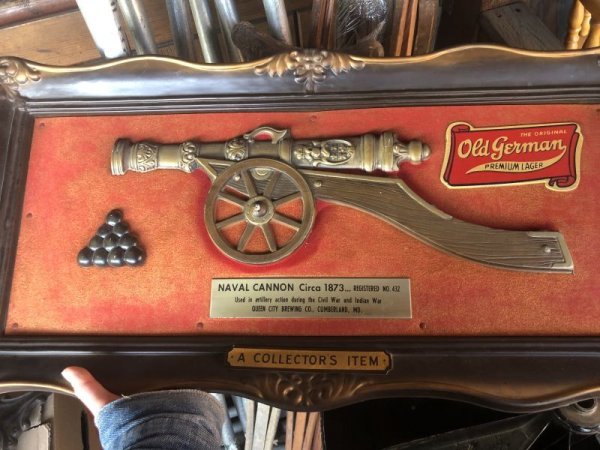 THE ORIGINAL
Old German
PREMIUM LAGER
NAVAL CANNON Circa 1873... REGISTERED NO. 432
Used in artillery action during the Civil War and Indian War
QUEEN CITY BREWING CO., CUMBERLAND, MD.
A COLLECTORS ITEM